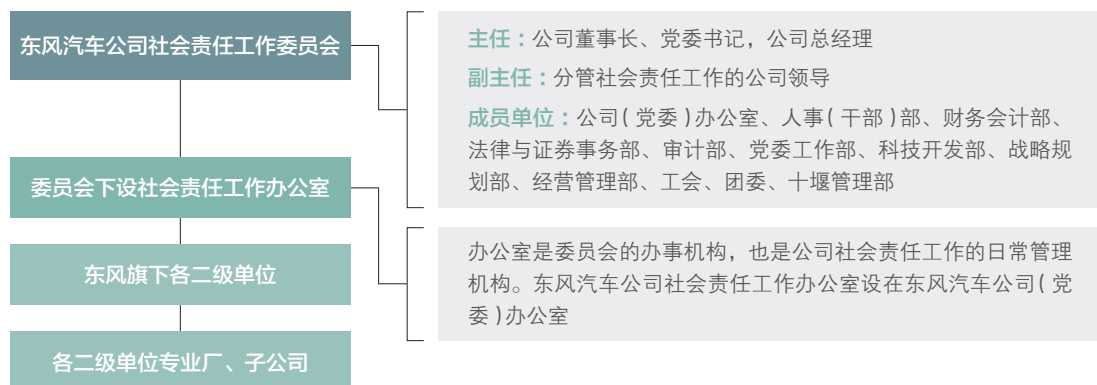 东风汽车公司社会责任工作委员会
主任：公司董事长、党委书记，公司总经理
副主任：分管社会责任工作的公司领导
成员单位：公司(党委)办公室、人事(干部)部、财务会计部、
法律与证券事务部、审计部、党委工作部、科技开发部、战略规
划部、经营管理部、工会、团委、十堰管理部
委员会下设社会责任工作办公室
办公室是委员会的办事机构，也是公司社会责任工作的日常管理
机构。东风汽车公司社会责任工作办公室设在东风汽车公司(党
委)办公室
东风旗下各二级单位
各二级单位专业厂、子公司